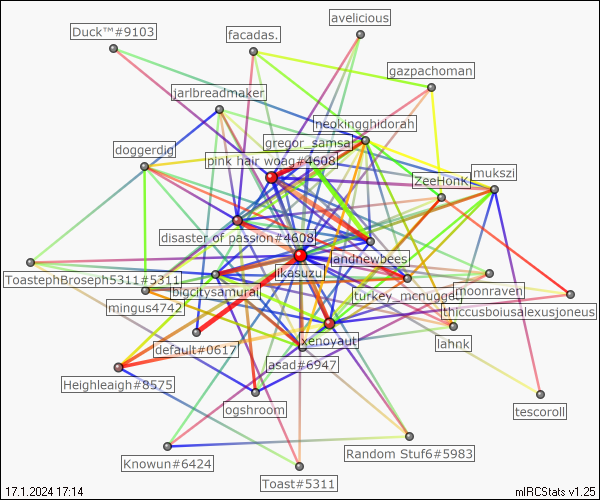 avelicious
Duck™#9103
facadas.
gazpachoman
jarlbreadmaker
neokingghidorah
gregor_samsa
doggerdig
pink hair woag#4608
mukszi
ZeeHonK
disaster of passion#4608
iandnewbees
ikasuzu
ToastephBroseph5311#5311
bigcitysamurai
moonraven
turkey_mcnugget
mingus4742
thiccusboiusalexusjoneus
xenoyaut
lahnk
default#0617
asad#6947
Heighleigh#8575
ogshroom
tescoroll
Random Stuf6#5983
Knowun#6424
Toast#5311
17.1.2024 17:14
mIRCStats v1.25